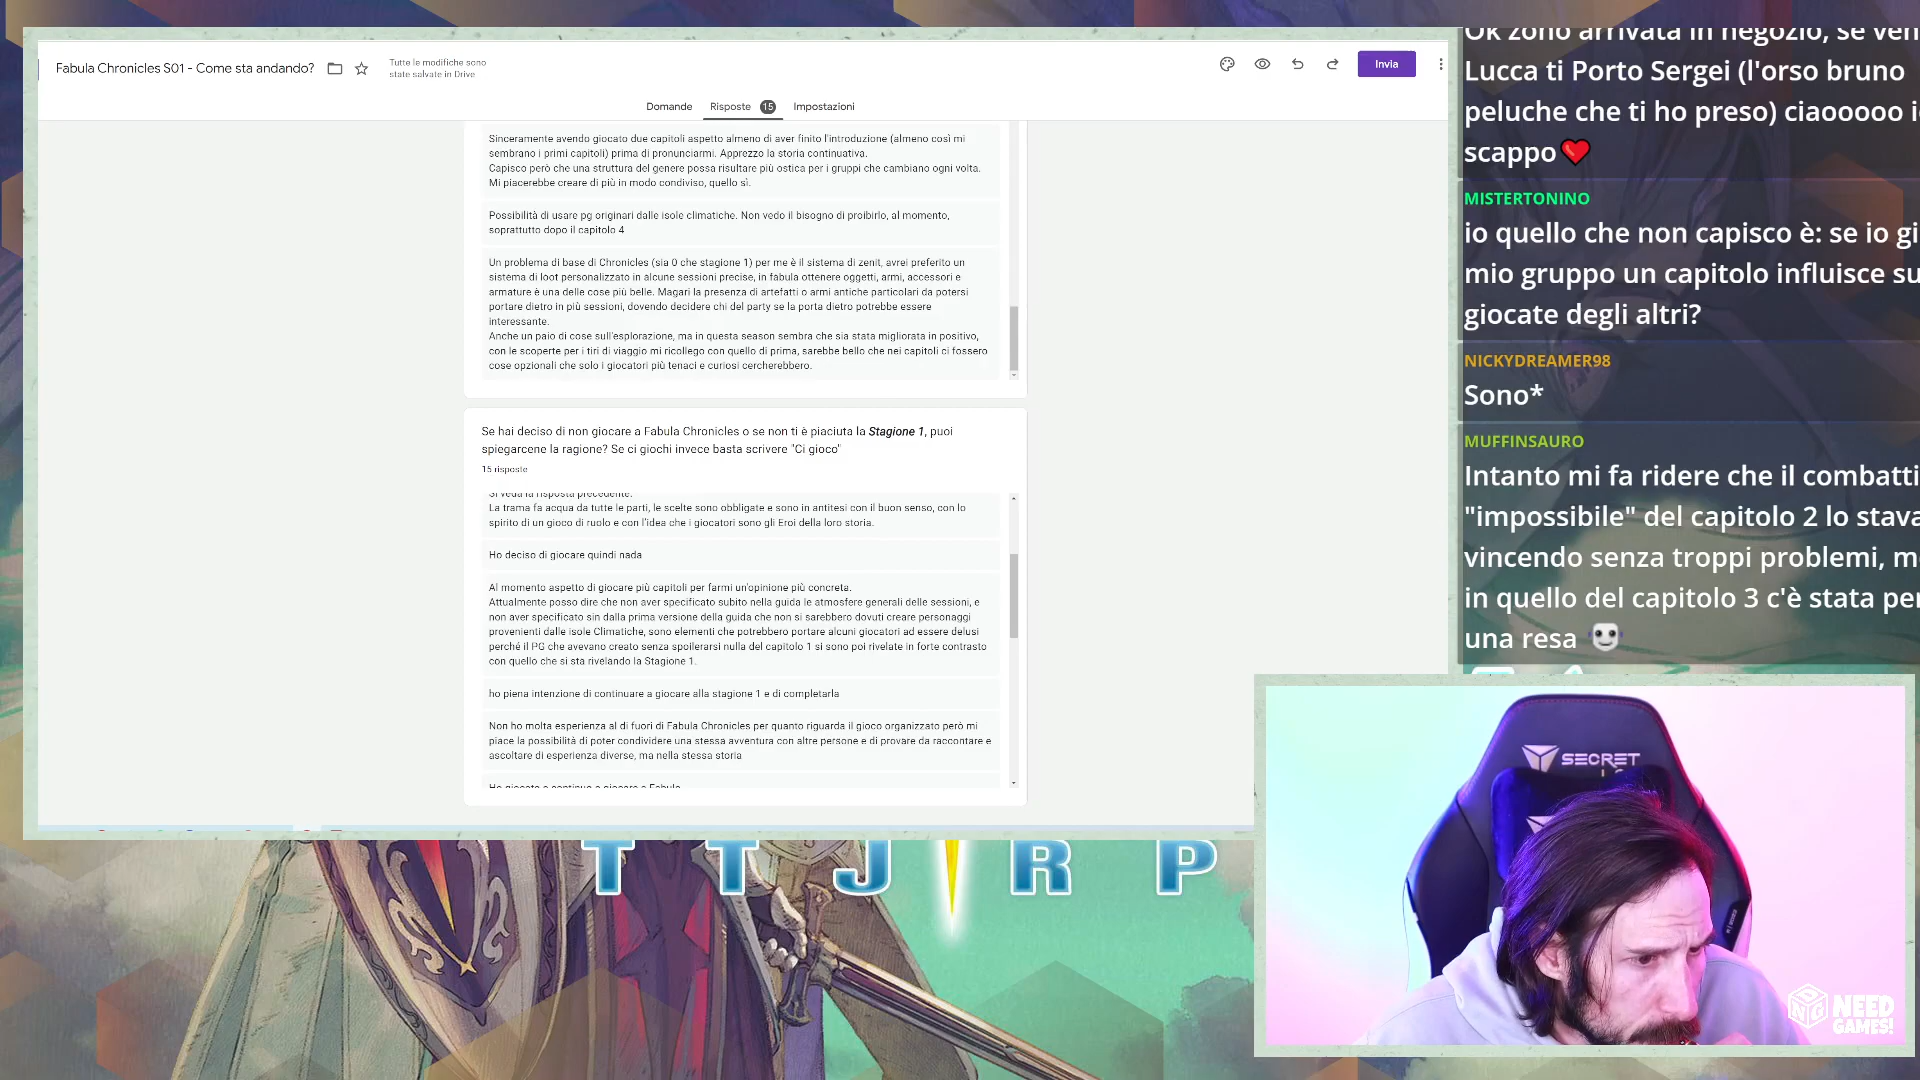 Fabula Chronicles S01 - Come sta andando?
Tutte le modifiche sono
state salvate in Drive
Invia
Domande
Risposte 15
Impostazioni
Sinceramente avendo giocato due capitoli aspetto almeno di aver finito l'introduzione (almeno così mi
sembrano i primi capitoli) prima di pronunciarmi. Apprezzo la storia continuativa.
Capisco però che una struttura del genere possa risultare più ostica per i gruppi che cambiano ogni volta.
Mi piacerebbe creare di più in modo condiviso, quello sì.
Possibilità di usare pg originari dalle isole climatiche. Non vedo il bisogno di proibirlo, al momento,
soprattutto dopo il capitolo 4
Un problema di base di Chronicles (sia 0 che stagione 1) per me è il sistema di zenit, avrei preferito un
sistema di loot personalizzato in alcune sessioni precise, in fabula ottenere oggetti, armi, accessori e
armature è una delle cose più belle. Magari la presenza di artefatti o armi antiche particolari da potersi
portare dietro in più sessioni, dovendo decidere chi del party se la porta dietro potrebbe essere
interessante.
Anche un paio di cose sull'esplorazione, ma in questa season sembra che sia stata migliorata in positivo,
con le scoperte per i tiri di viaggio mi ricollego con quello di prima, sarebbe bello che nei capitoli ci fossero
cose opzionali che solo i giocatori più tenaci e curiosi cercherebbero.
Se hai deciso di non giocare a Fabula Chronicles o se non ti è piaciuta la Stagione 1, puoi
spiegarcene la ragione? Se ci giochi invece basta scrivere "Ci gioco"
15 risposte
Si veda la risposta precedente.
La trama fa acqua da tutte le parti, le scelte sono obbligate e sono in antitesi con il buon senso, con lo
spirito di un gioco di ruolo e con l'idea che i giocatori sono gli Eroi della loro storia.
Ho deciso di giocare quindi nada
Al momento aspetto di giocare più capitoli per farmi un'opinione più concreta.
Attualmente posso dire che non aver specificato subito nella guida le atmosfere generali delle sessioni, e
non aver specificato sin dalla prima versione della guida che non si sarebbero dovuti creare personaggi
provenienti dalle isole Climatiche, sono elementi che potrebbero portare alcuni giocatori ad essere delusi
perché il PG che avevano creato senza spoilerarsi nulla del capitolo 1 si sono poi rivelate in forte contrasto
con quello che si sta rivelando la Stagione 1.
ho piena intenzione di continuare a giocare alla stagione 1 e di completarla
Non ho molta esperienza al di fuori di Fabula Chronicles per quanto riguarda il gioco organizzato però mi
piace la possibilità di poter condividere una stessa avventura con altre persone e di provare da raccontare e
ascoltare di esperienza diverse, ma nella stessa storia
Ho giocato e continuo a giocare a Fabula
Ok zono arrivata in negozio, se ven
Lucca ti Porto Sergei (l'orso bruno
peluche che ti ho preso) ciaooooo i
scappo❤️
MISTERTONINO
io quello che non capisco è: se io gi
mio gruppo un capitolo influisce su
giocate degli altri?
NICKYDREAMER98
Sono*
MUFFINSAURO
Intanto mi fa ridere che il combatti
"impossibile" del capitolo 2 lo stava
vincendo senza troppi problemi, m
in quello del capitolo 3 c'è stata per
una resa
T T J R P
SECRET
NEED
GAMES!